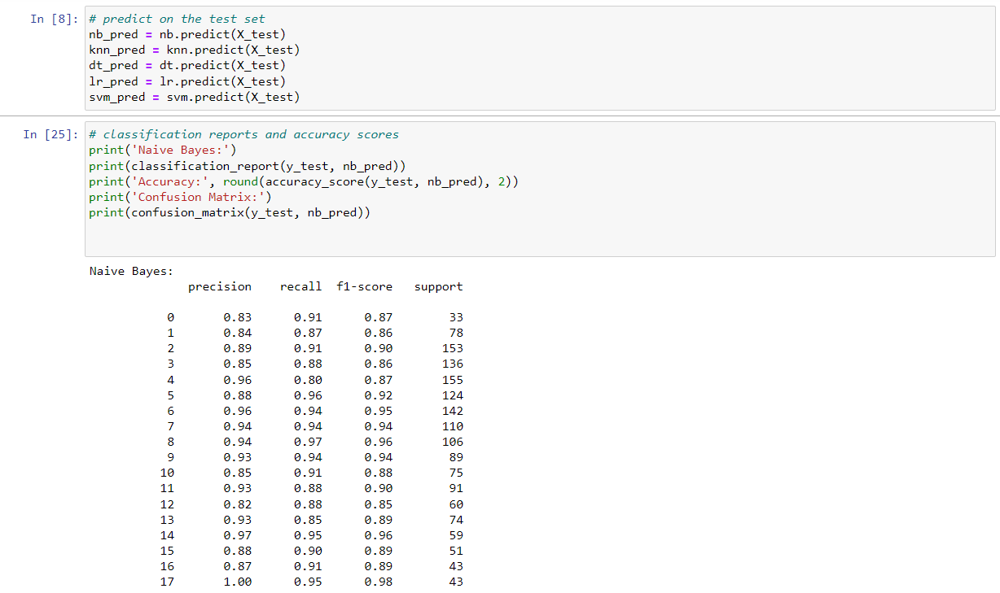 In [8]: # predict on the test set
nb_pred = nb.predict(X_test)
knn_pred = knn.predict(X_test)
dt_pred = dt.predict(X_test)
lr_pred = lr.predict(X_test)
svm_pred = svm.predict(X_test)
In [25]: # classification reports and accuracy scores
print('Naive Bayes:')
print(classification_report(y_test, nb_pred))
print('Accuracy:', round(accuracy_score(y_test, nb_pred), 2))
print('Confusion Matrix:')
print(confusion_matrix(y_test, nb_pred))
Naive Bayes:
precision recall f1-score support
0 0.83 0.91 0.87 33
1 0.84 0.87 0.86 78
2 0.89 0.91 0.90 153
3 0.85 0.88 0.86 136
4 0.96 0.80 0.87 155
5 0.88 0.96 0.92 124
6 0.96 0.94 0.95 142
7 0.94 0.94 0.94 110
8 0.94 0.97 0.96 106
9 0.93 0.94 0.94 89
10 0.85 0.91 0.88 75
11 0.93 0.88 0.90 91
12 0.82 0.88 0.85 60
13 0.93 0.85 0.89 74
14 0.97 0.95 0.96 59
15 0.88 0.90 0.89 51
16 0.87 0.91 0.89 43
17 1.00 0.95 0.98 43